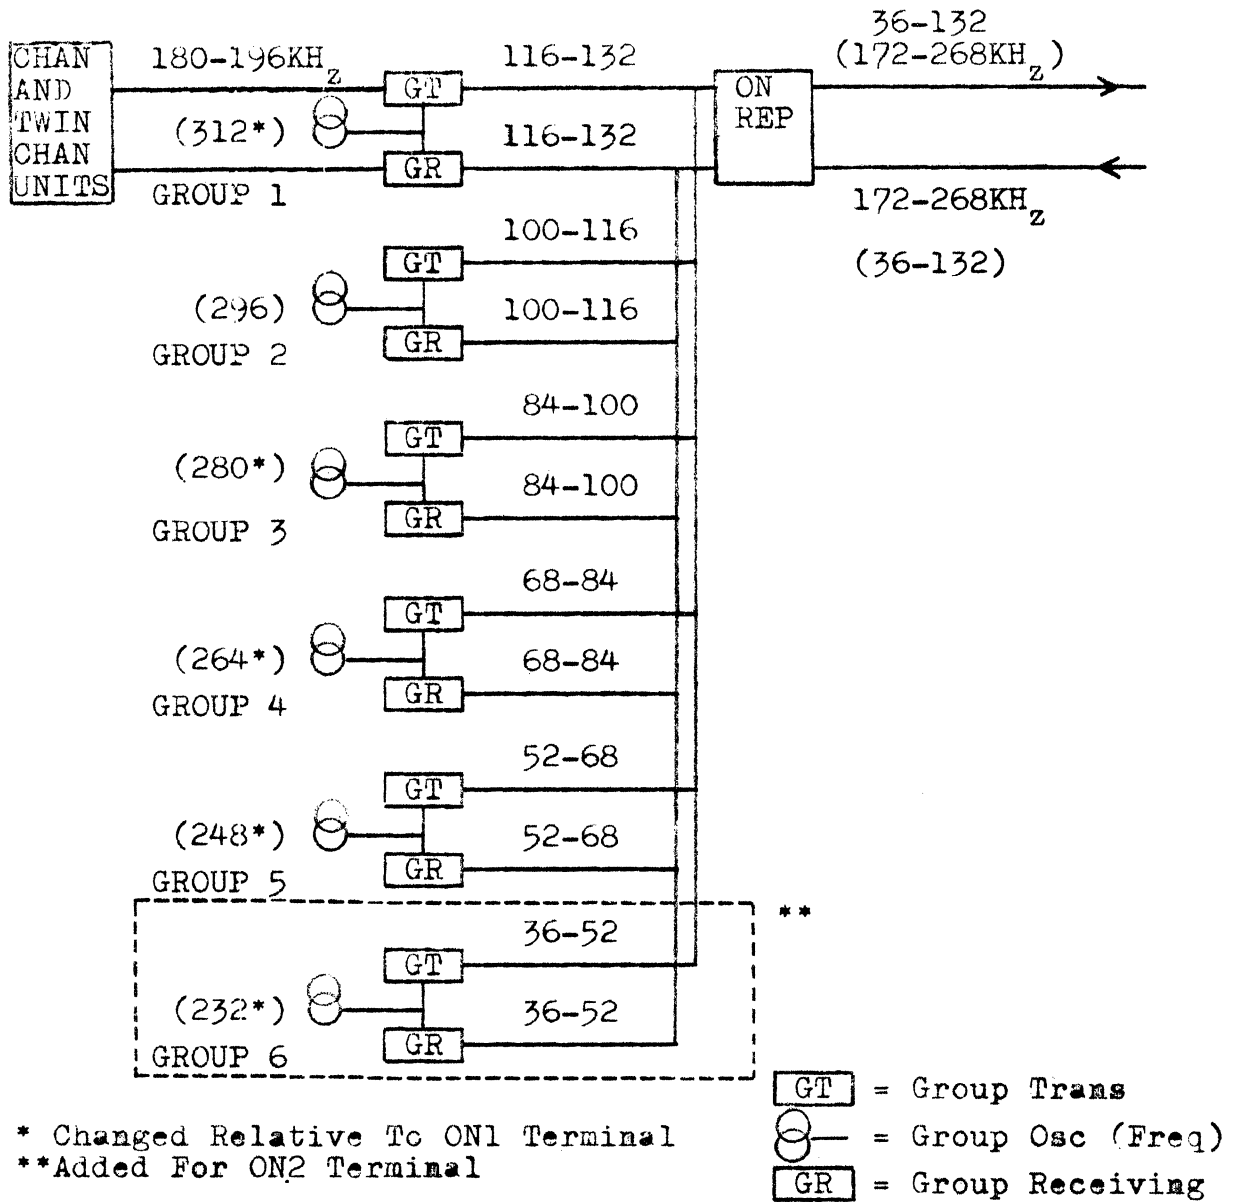 CHAN
AND
TWIN
CHAN
UNITS
180-196KHz
(312*)
GROUP 1
GT
GR
116-132
116-132
ON
REP
36-132
(172-268KHz)
172-268KHz
(36-132)
(296)
GROUP 2
GT
GR
100-116
100-116
(280*)
GROUP 3
GT
GR
84-100
84-100
(264*)
GROUP 4
GT
GR
68-84
68-84
(248*)
GROUP 5
GT
GR
52-68
52-68
**
(232*)
GROUP 6
GT
GR
36-52
36-52
* Changed Relative To ON1 Terminal
**Added For ON2 Terminal
GT = Group Trans
= Group Osc (Freq)
GR = Group Receiving